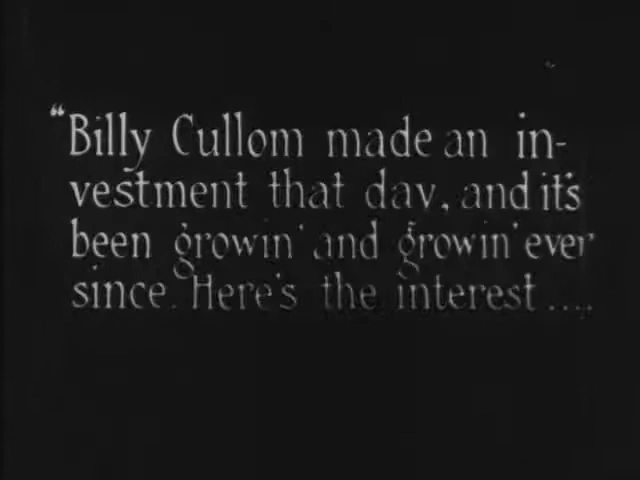 "Billy Cullom made an in-
vestment that day, and it's
been growin' and growin' ever
since. Here's the interest ....